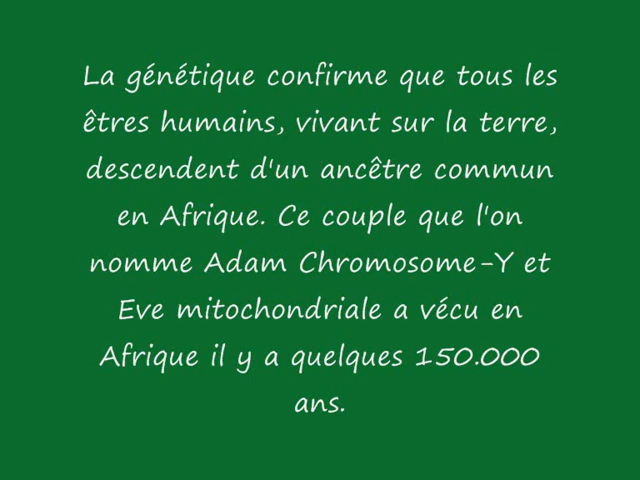 La génétique confirme que tous les
êtres humains, vivant sur la terre,
descendent d'un ancêtre commun
en Afrique. Ce couple que l'on
nomme Adam Chromosome-Y et
Eve mitochondriale a vécu en
Afrique il y a quelques 150.000
ans.